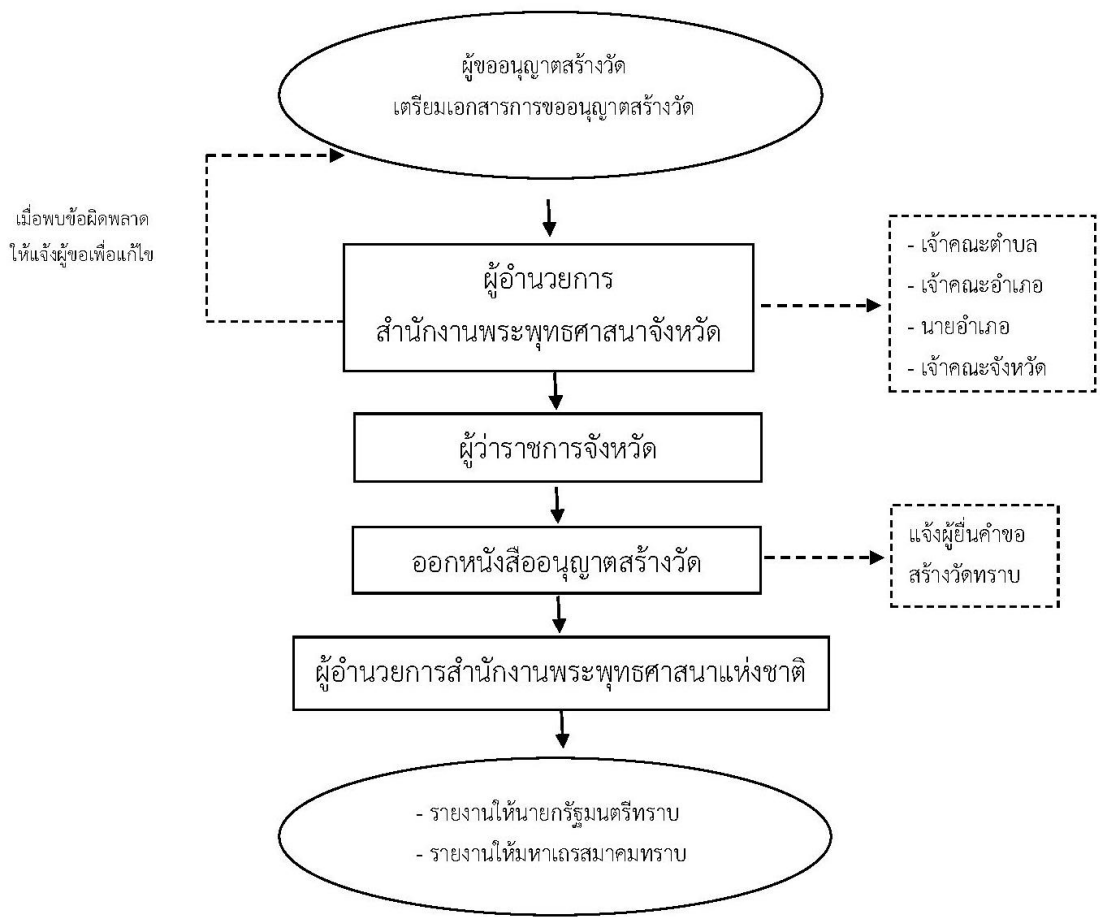 ผู้ขออนุญาตสร้างวัด
เตรียมเอกสารการขออนุญาตสร้างวัด
เมื่อพบข้อผิดพลาด
ให้แจ้งผู้ขอเพื่อแก้ไข
ผู้อำนวยการ
สำนักงานพระพุทธศาสนาจังหวัด
- เจ้าคณะตำบล
- เจ้าคณะอำเภอ
- นายอำเภอ
- เจ้าคณะจังหวัด
ผู้ว่าราชการจังหวัด
ออกหนังสืออนุญาตสร้างวัด
แจ้งผู้ยื่นคำขอ
สร้างวัดทราบ
ผู้อำนวยการสำนักงานพระพุทธศาสนาแห่งชาติ
- รายงานให้นายกรัฐมนตรีทราบ
- รายงานให้มหาเถรสมาคมทราบ